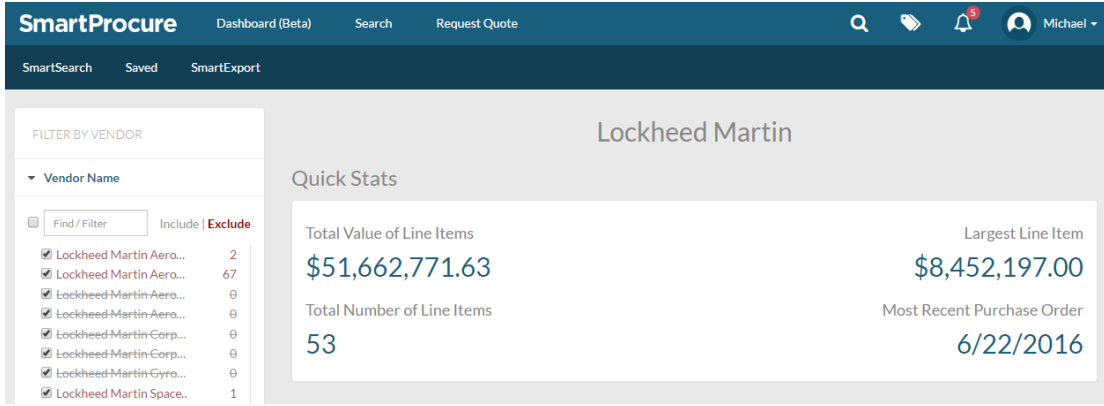 SmartProcure Dashboard (Beta) Search Request Quote 5 Michael
SmartSearch Saved SmartExport
FILTER BY VENDOR
Vendor Name
Find / Filter Include | Exclude
Lockheed Martin Aero... 2
Lockheed Martin Aero... 67
Lockheed Martin Aero... 0
Lockheed Martin Aero... 0
Lockheed Martin Corp... 0
Lockheed Martin Corp... 0
Lockheed Martin Gyro... 0
Lockheed Martin Space.. 1
Lockheed Martin
Quick Stats
Total Value of Line Items Largest Line Item
$51,662,771.63 $8,452,197.00
Total Number of Line Items Most Recent Purchase Order
53 6/22/2016